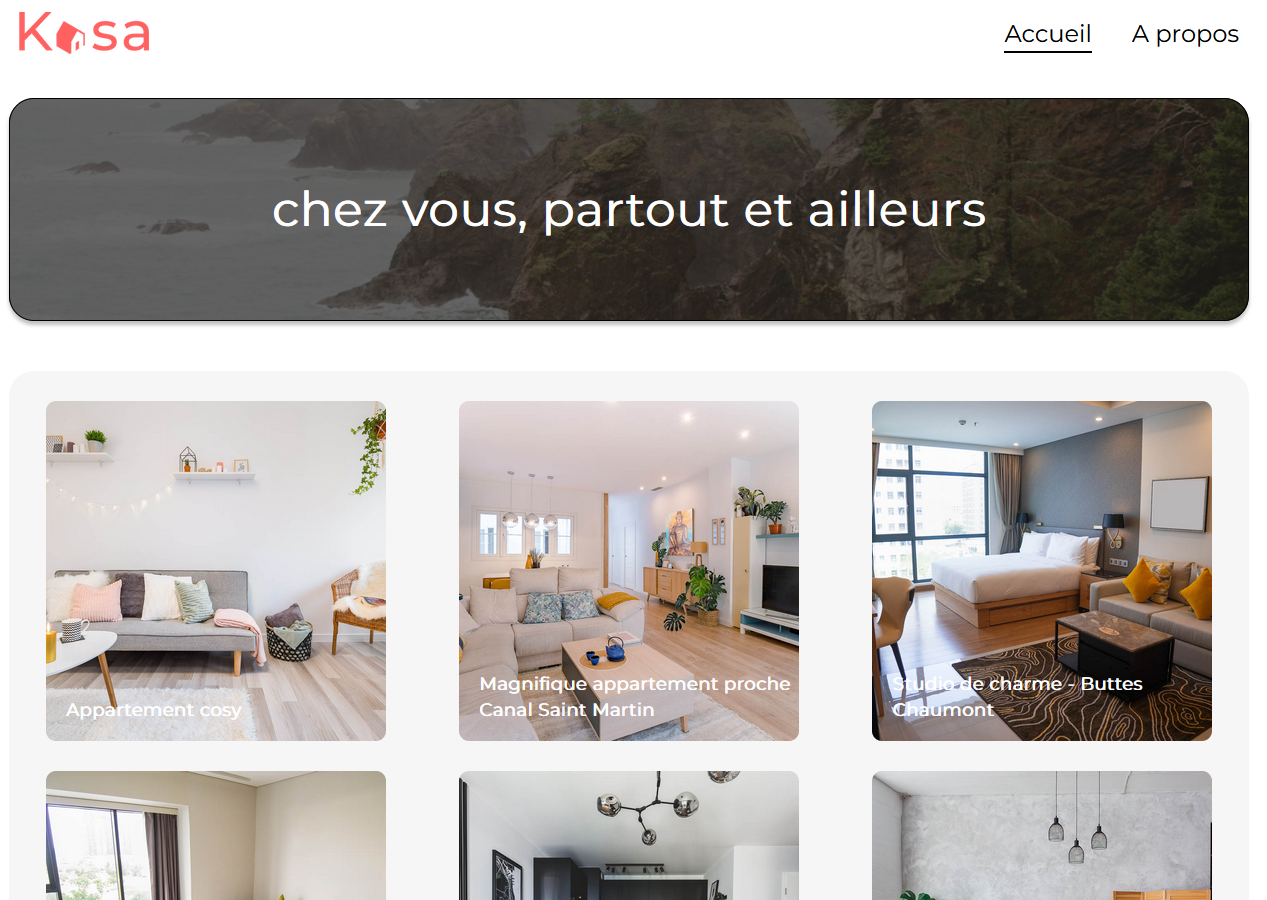 Kasa
Accueil
A propos
chez vous, partout et ailleurs
Appartement cosy
Magnifique appartement proche
Canal Saint Martin
Studio de charme - Buttes
Chaumont